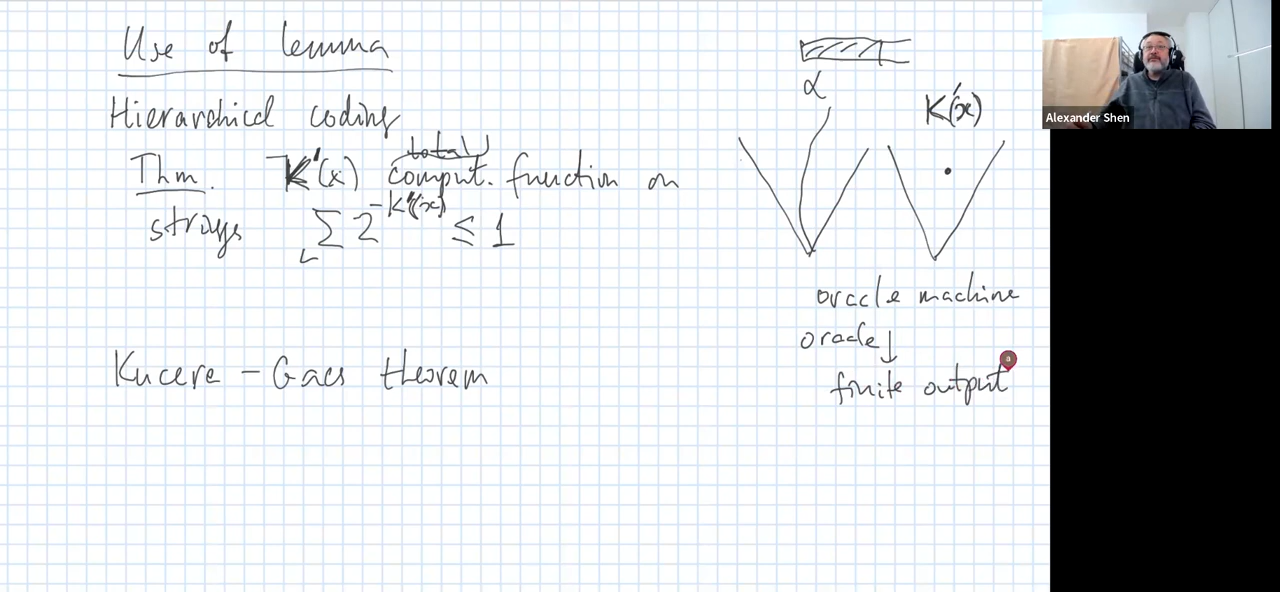 Use of lemma
Hierarchical coding
total
Thm. K'(x) comput. function on
strings ∑ 2^{-K'(x)} ≤ 1
Kucera - Gacs theorem
α
K'(x)
oracle machine
oracle ↓
finite output
a
Alexander Shen